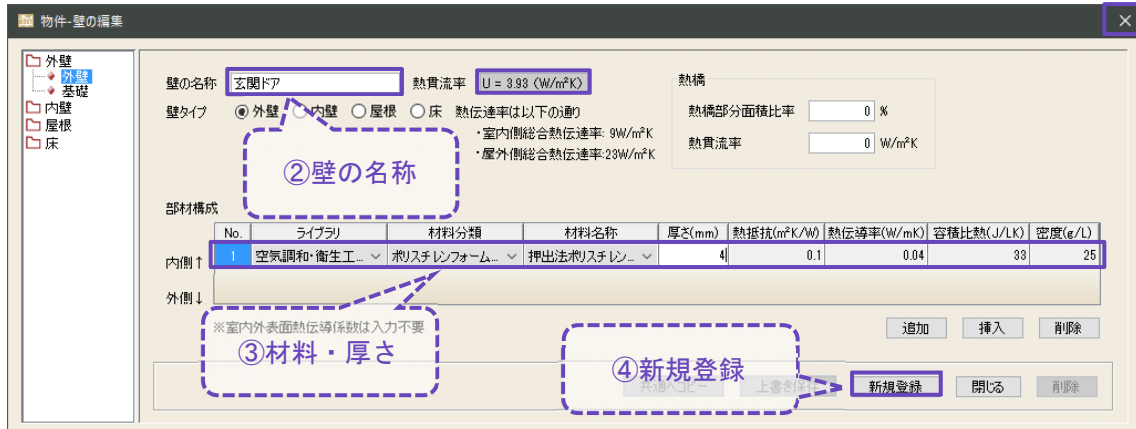 物件-壁の編集
外壁
外壁
基礎
内壁
屋根
床
壁の名称 玄関ドア 熱貫流率 U = 3.93 (W/m²K)
壁タイプ 外壁 内壁 屋根 床 熱伝達率は以下の通り
・室内側総合熱伝達率: 9W/m²K
・屋外側総合熱伝達率:23W/m²K
熱橋
熱橋部分面積比率 0 %
熱貫流率 0 W/m²K
②壁の名称
部材構成
No. ライブラリ 材料分類 材料名称 厚さ(mm) 熱抵抗(m²K/W) 熱伝導率(W/mK) 容積比熱(J/LK) 密度(g/L)
内側↑ 1 空気調和・衛生工... ポリスチレンフォーム... 押出法ポリスチレン... 4 0.1 0.04 33 25
外側↓
※室内外表面熱伝導係数は入力不要
追加 挿入 削除
③材料・厚さ
④新規登録
共通へコピー 上書き保存 新規登録 閉じる 削除